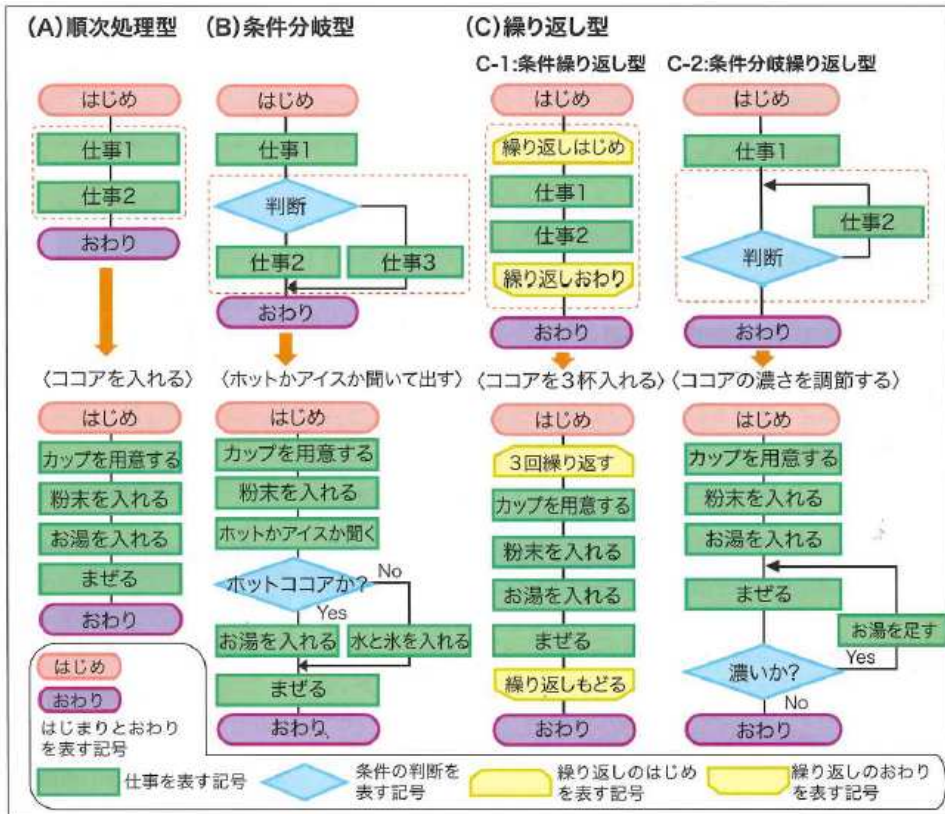 (A)順次処理型
はじめ
仕事1
仕事2
おわり
〈ココアを入れる〉
はじめ
カップを用意する
粉末を入れる
お湯を入れる
まぜる
おわり
(B)条件分岐型
はじめ
仕事1
判断
仕事2
仕事3
おわり
〈ホットかアイスか聞いて出す〉
はじめ
カップを用意する
粉末を入れる
ホットかアイスか聞く
ホットココアか?
No
Yes
お湯を入れる
水と氷を入れる
まぜる
おわり
(C)繰り返し型
C-1:条件繰り返し型
はじめ
繰り返しはじめ
仕事1
仕事2
繰り返しおわり
おわり
〈ココアを3杯入れる〉
はじめ
3回繰り返す
カップを用意する
粉末を入れる
お湯を入れる
まぜる
繰り返しもどる
おわり
C-2:条件分岐繰り返し型
はじめ
仕事1
仕事2
判断
おわり
〈ココアの濃さを調節する〉
はじめ
カップを用意する
粉末を入れる
お湯を入れる
まぜる
お湯を足す
濃いか?
Yes
No
おわり
はじめ
おわり
はじまりとおわり
を表す記号
仕事を表す記号
条件の判断を
表す記号
繰り返しのはじめ
を表す記号
繰り返しのおわり
を表す記号